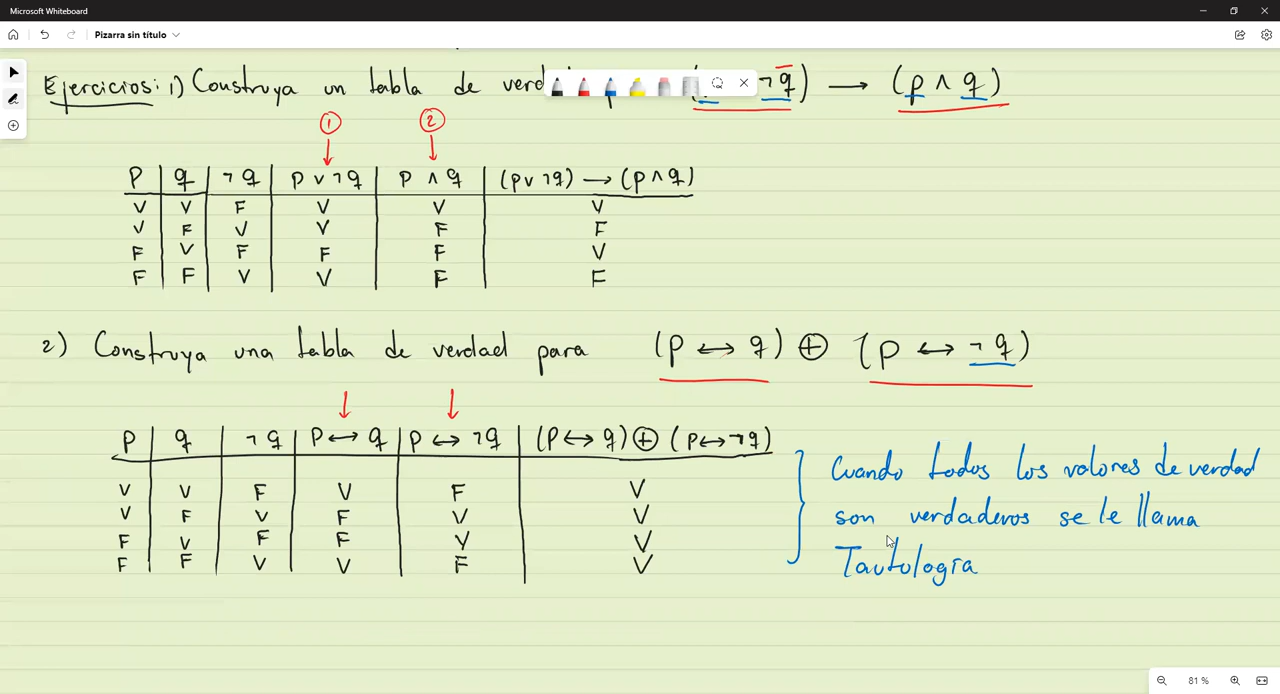 Microsoft Whiteboard
Pizarra sin título
Ejercicios: 1) Construya un tabla de verd ¬q) → (p ∧ q)
① ②
p | q | ¬q | p ∨ ¬q | p ∧ q | (p ∨ ¬q) → (p ∧ q)
V | V | F | V | V | V
V | F | V | V | F | F
F | V | F | F | F | V
F | F | V | V | F | F
2) Construya una tabla de verdad para (p ↔ q) ⊕ (p ↔ ¬q)
p | q | ¬q | p ↔ q | p ↔ ¬q | (p ↔ q) ⊕ (p ↔ ¬q)
V | V | F | V | F | V
V | F | V | F | V | V
F | V | F | F | V | V
F | F | V | V | F | V
Cuando todos los valores de verdad
son verdaderos se le llama
Tautología
81 %